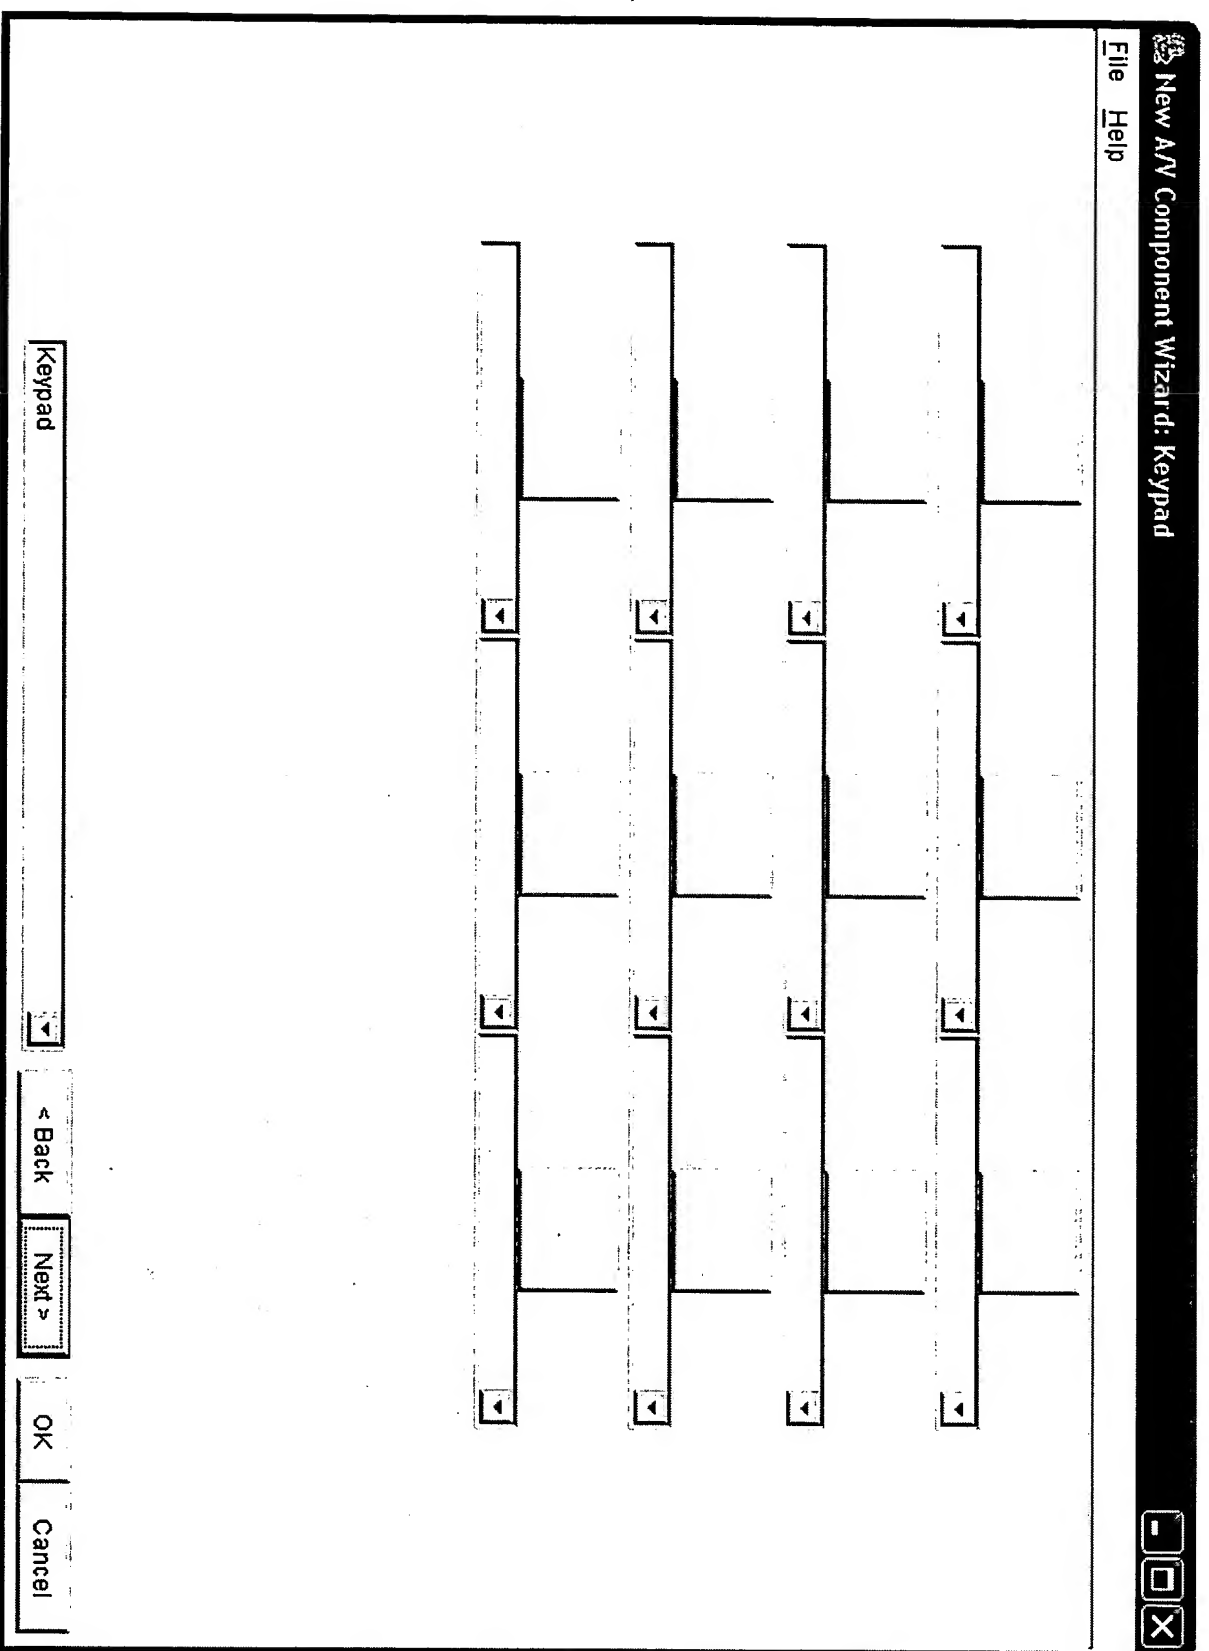 New A/V Component Wizard: Keypad
File Help
Keypad
< Back
Next >
OK
Cancel